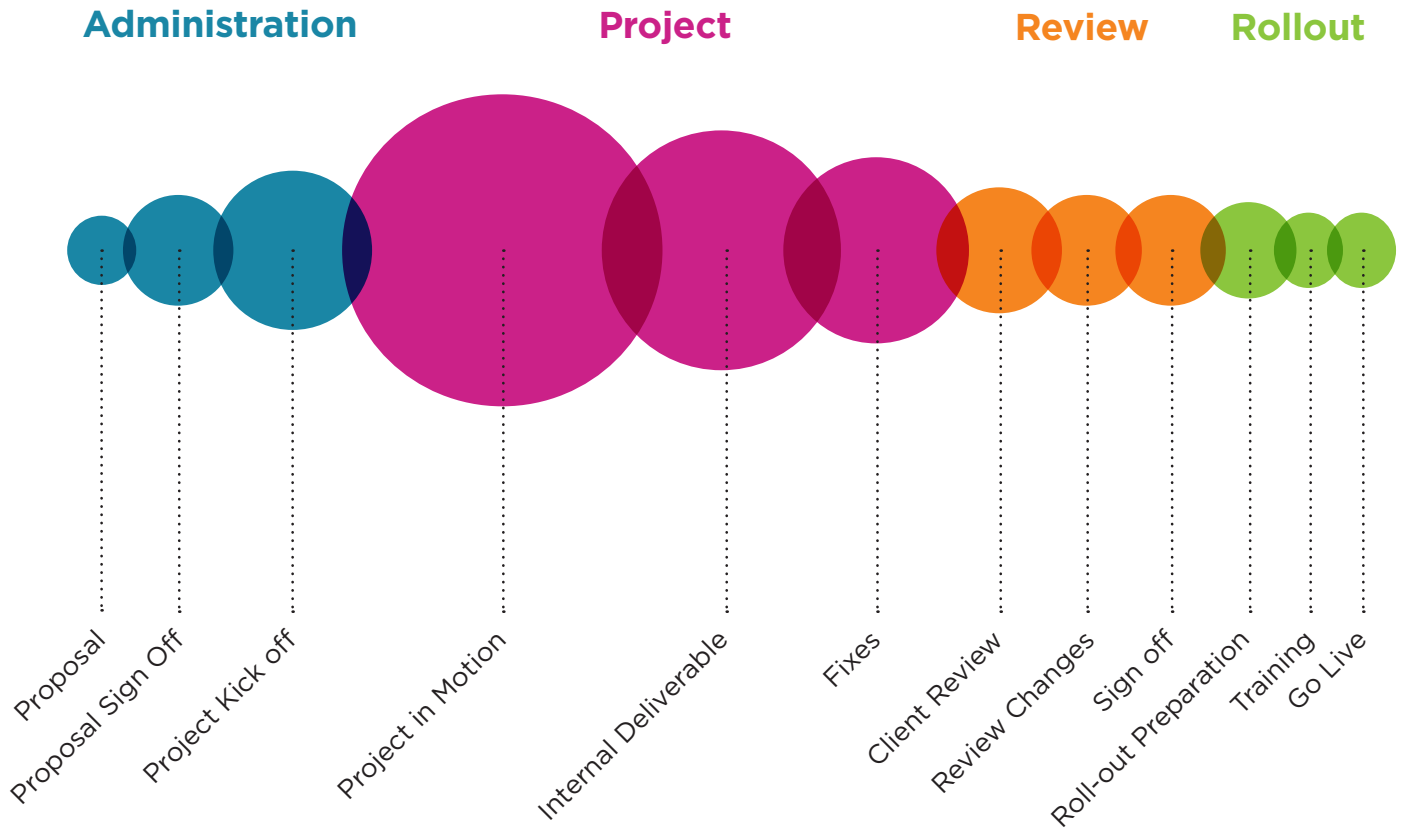 Administration
Project
Review
Rollout
Proposal
Proposal Sign Off
Project Kick off
Project in Motion
Internal Deliverable
Fixes
Client Review
Review Changes
Sign off
Roll-out Preparation
Training
Go Live